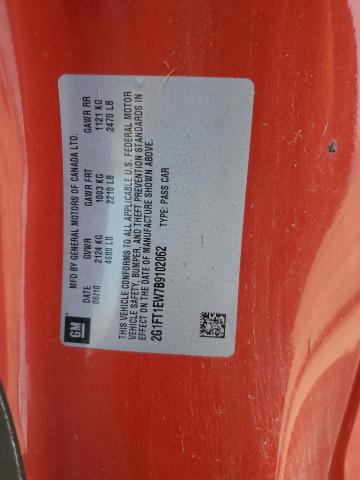 GM
MFD BY GENERAL MOTORS OF CANADA LTD.
DATE GVWR GAWR FRT GAWR RR
06/10 2124 KG 1003 KG 1121 KG
4680 LB 2210 LB 2470 LB
THIS VEHICLE CONFORMS TO ALL APPLICABLE U.S. FEDERAL MOTOR
VEHICLE SAFETY, BUMPER, AND THEFT PREVENTION STANDARDS IN
EFFECT ON THE DATE OF MANUFACTURE SHOWN ABOVE.
2G1FT1EW7B9102062 TYPE: PASS CAR